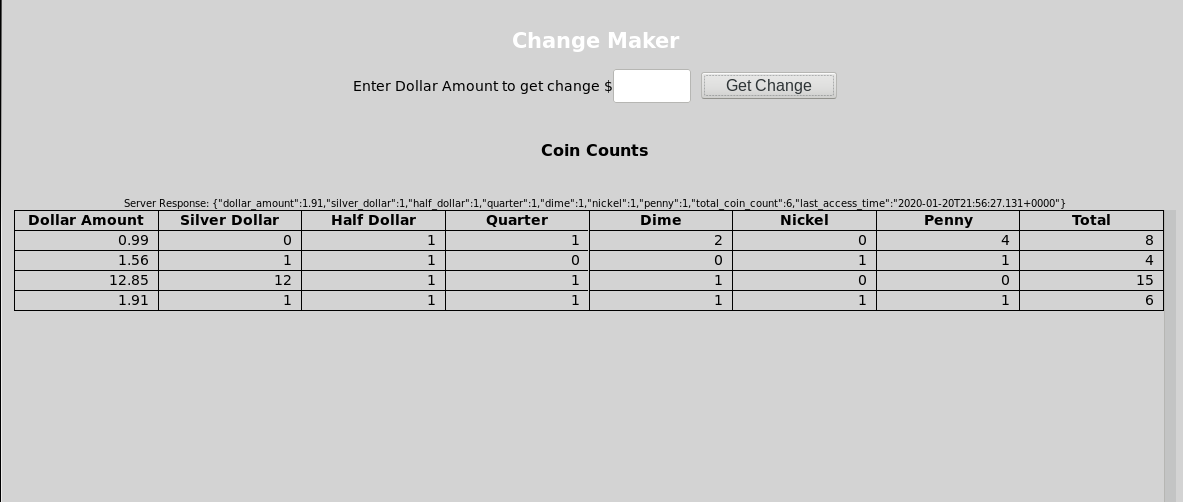 Change Maker
Enter Dollar Amount to get change $ Get Change
Coin Counts
Server Response: {"dollar_amount":1.91,"silver_dollar":1,"half_dollar":1,"quarter":1,"dime":1,"nickel":1,"penny":1,"total_coin_count":6,"last_access_time":"2020-01-20T21:56:27.131+0000"}
Dollar Amount Silver Dollar Half Dollar Quarter Dime Nickel Penny Total
0.99 0 1 1 2 0 4 8
1.56 1 1 0 0 1 1 4
12.85 12 1 1 1 0 0 15
1.91 1 1 1 1 1 1 6